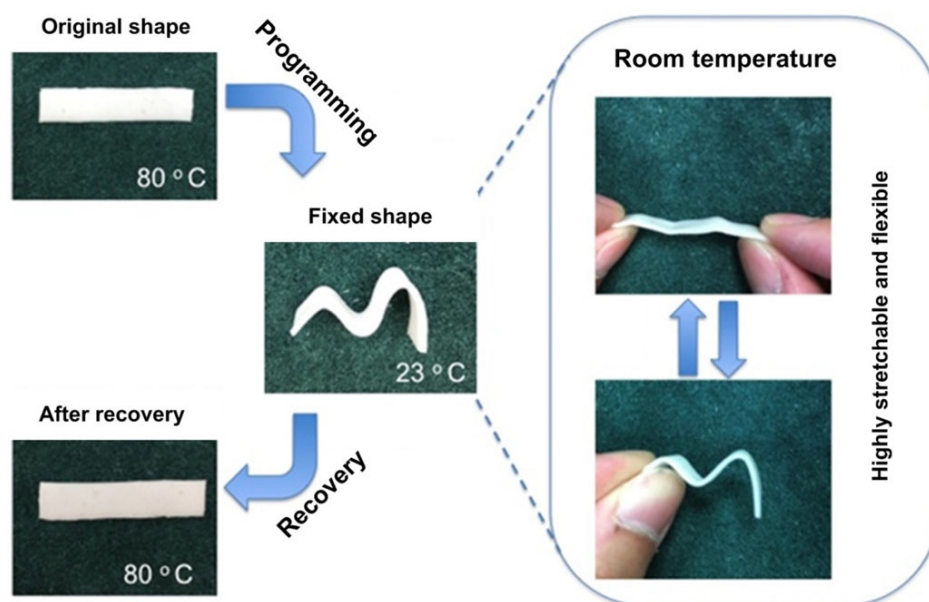 Original shape
80 °C
Programming
Fixed shape
23 °C
After recovery
80 °C
Recovery
Room temperature
Highly stretchable and flexible